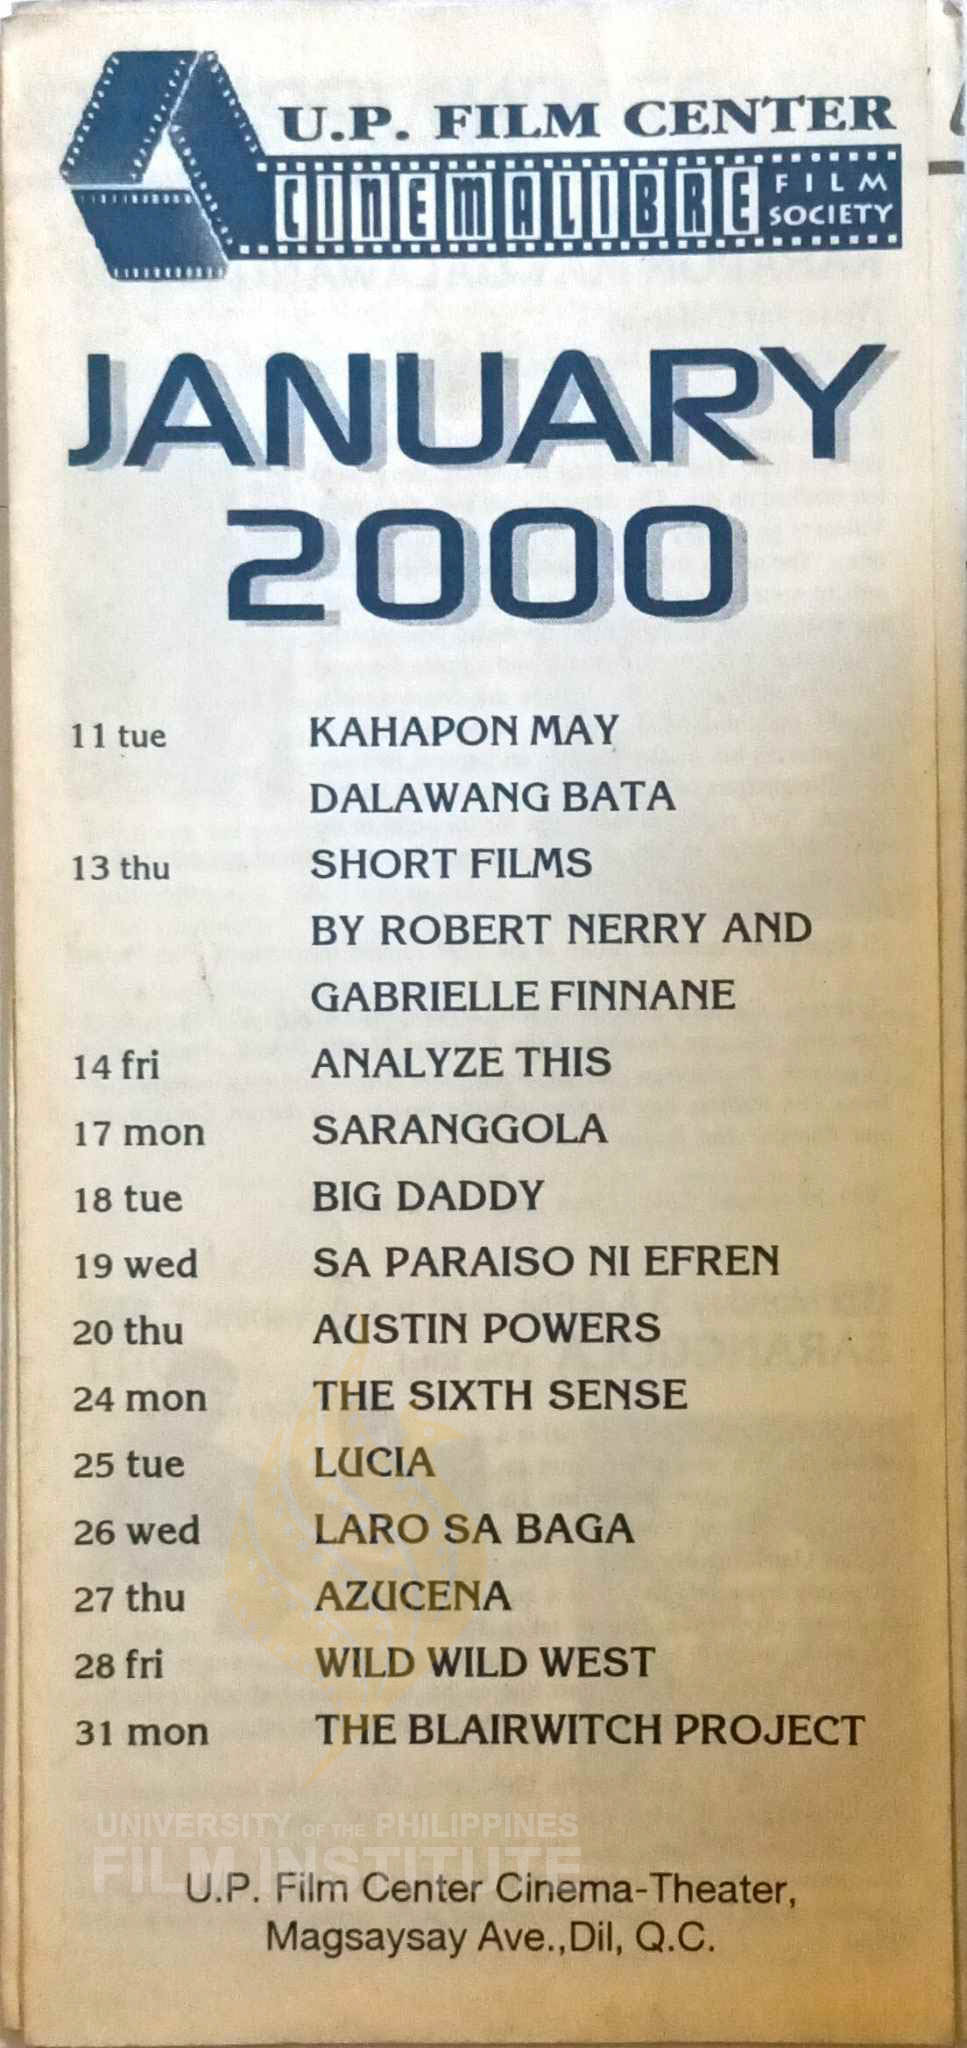 U.P. FILM CENTER
CINEMALIBRE FILM SOCIETY
JANUARY
2000
11 tue KAHAPON MAY
DALAWANG BATA
13 thu SHORT FILMS
BY ROBERT NERRY AND
GABRIELLE FINNANE
14 fri ANALYZE THIS
17 mon SARANGGOLA
18 tue BIG DADDY
19 wed SA PARAISO NI EFREN
20 thu AUSTIN POWERS
24 mon THE SIXTH SENSE
25 tue LUCIA
26 wed LARO SA BAGA
27 thu AZUCENA
28 fri WILD WILD WEST
31 mon THE BLAIRWITCH PROJECT
UNIVERSITY OF THE PHILIPPINES
FILM INSTITUTE
U.P. Film Center Cinema-Theater,
Magsaysay Ave.,Dil, Q.C.